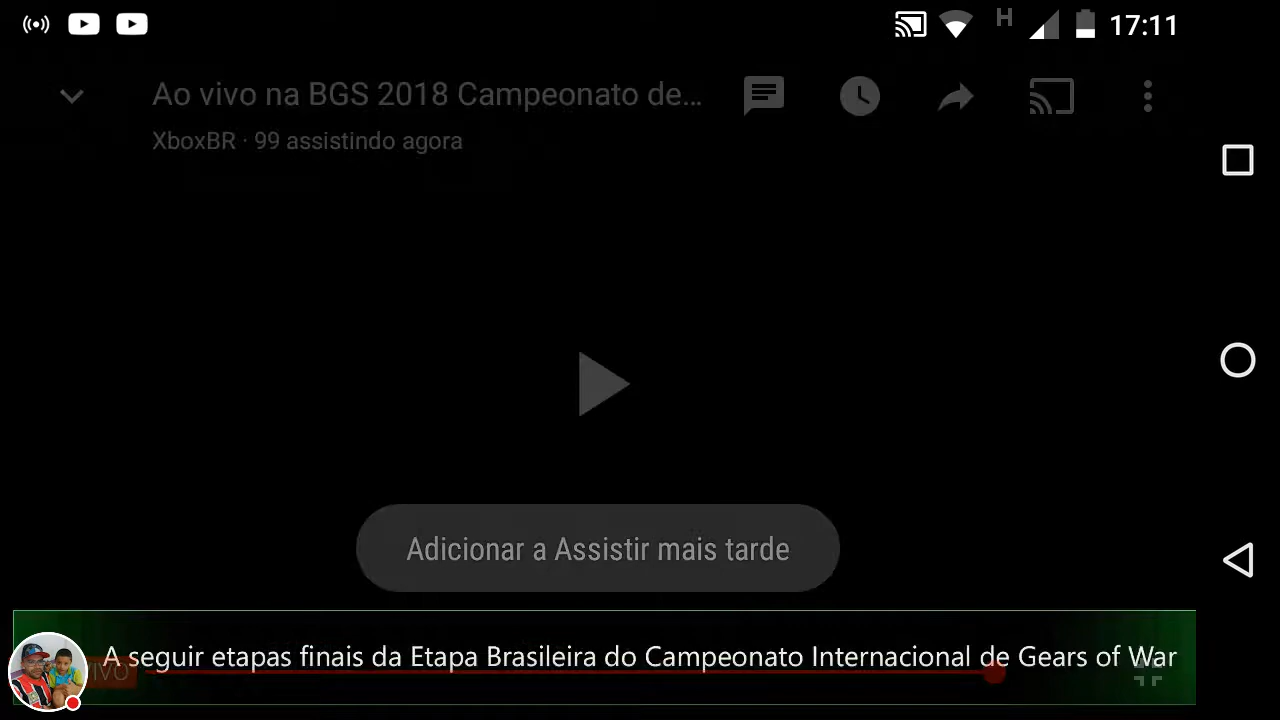 H
17:11
Ao vivo na BGS 2018 Campeonato de...
XboxBR · 99 assistindo agora
Adicionar a Assistir mais tarde
A seguir etapas finais da Etapa Brasileira do Campeonato Internacional de Gears of War
IVO